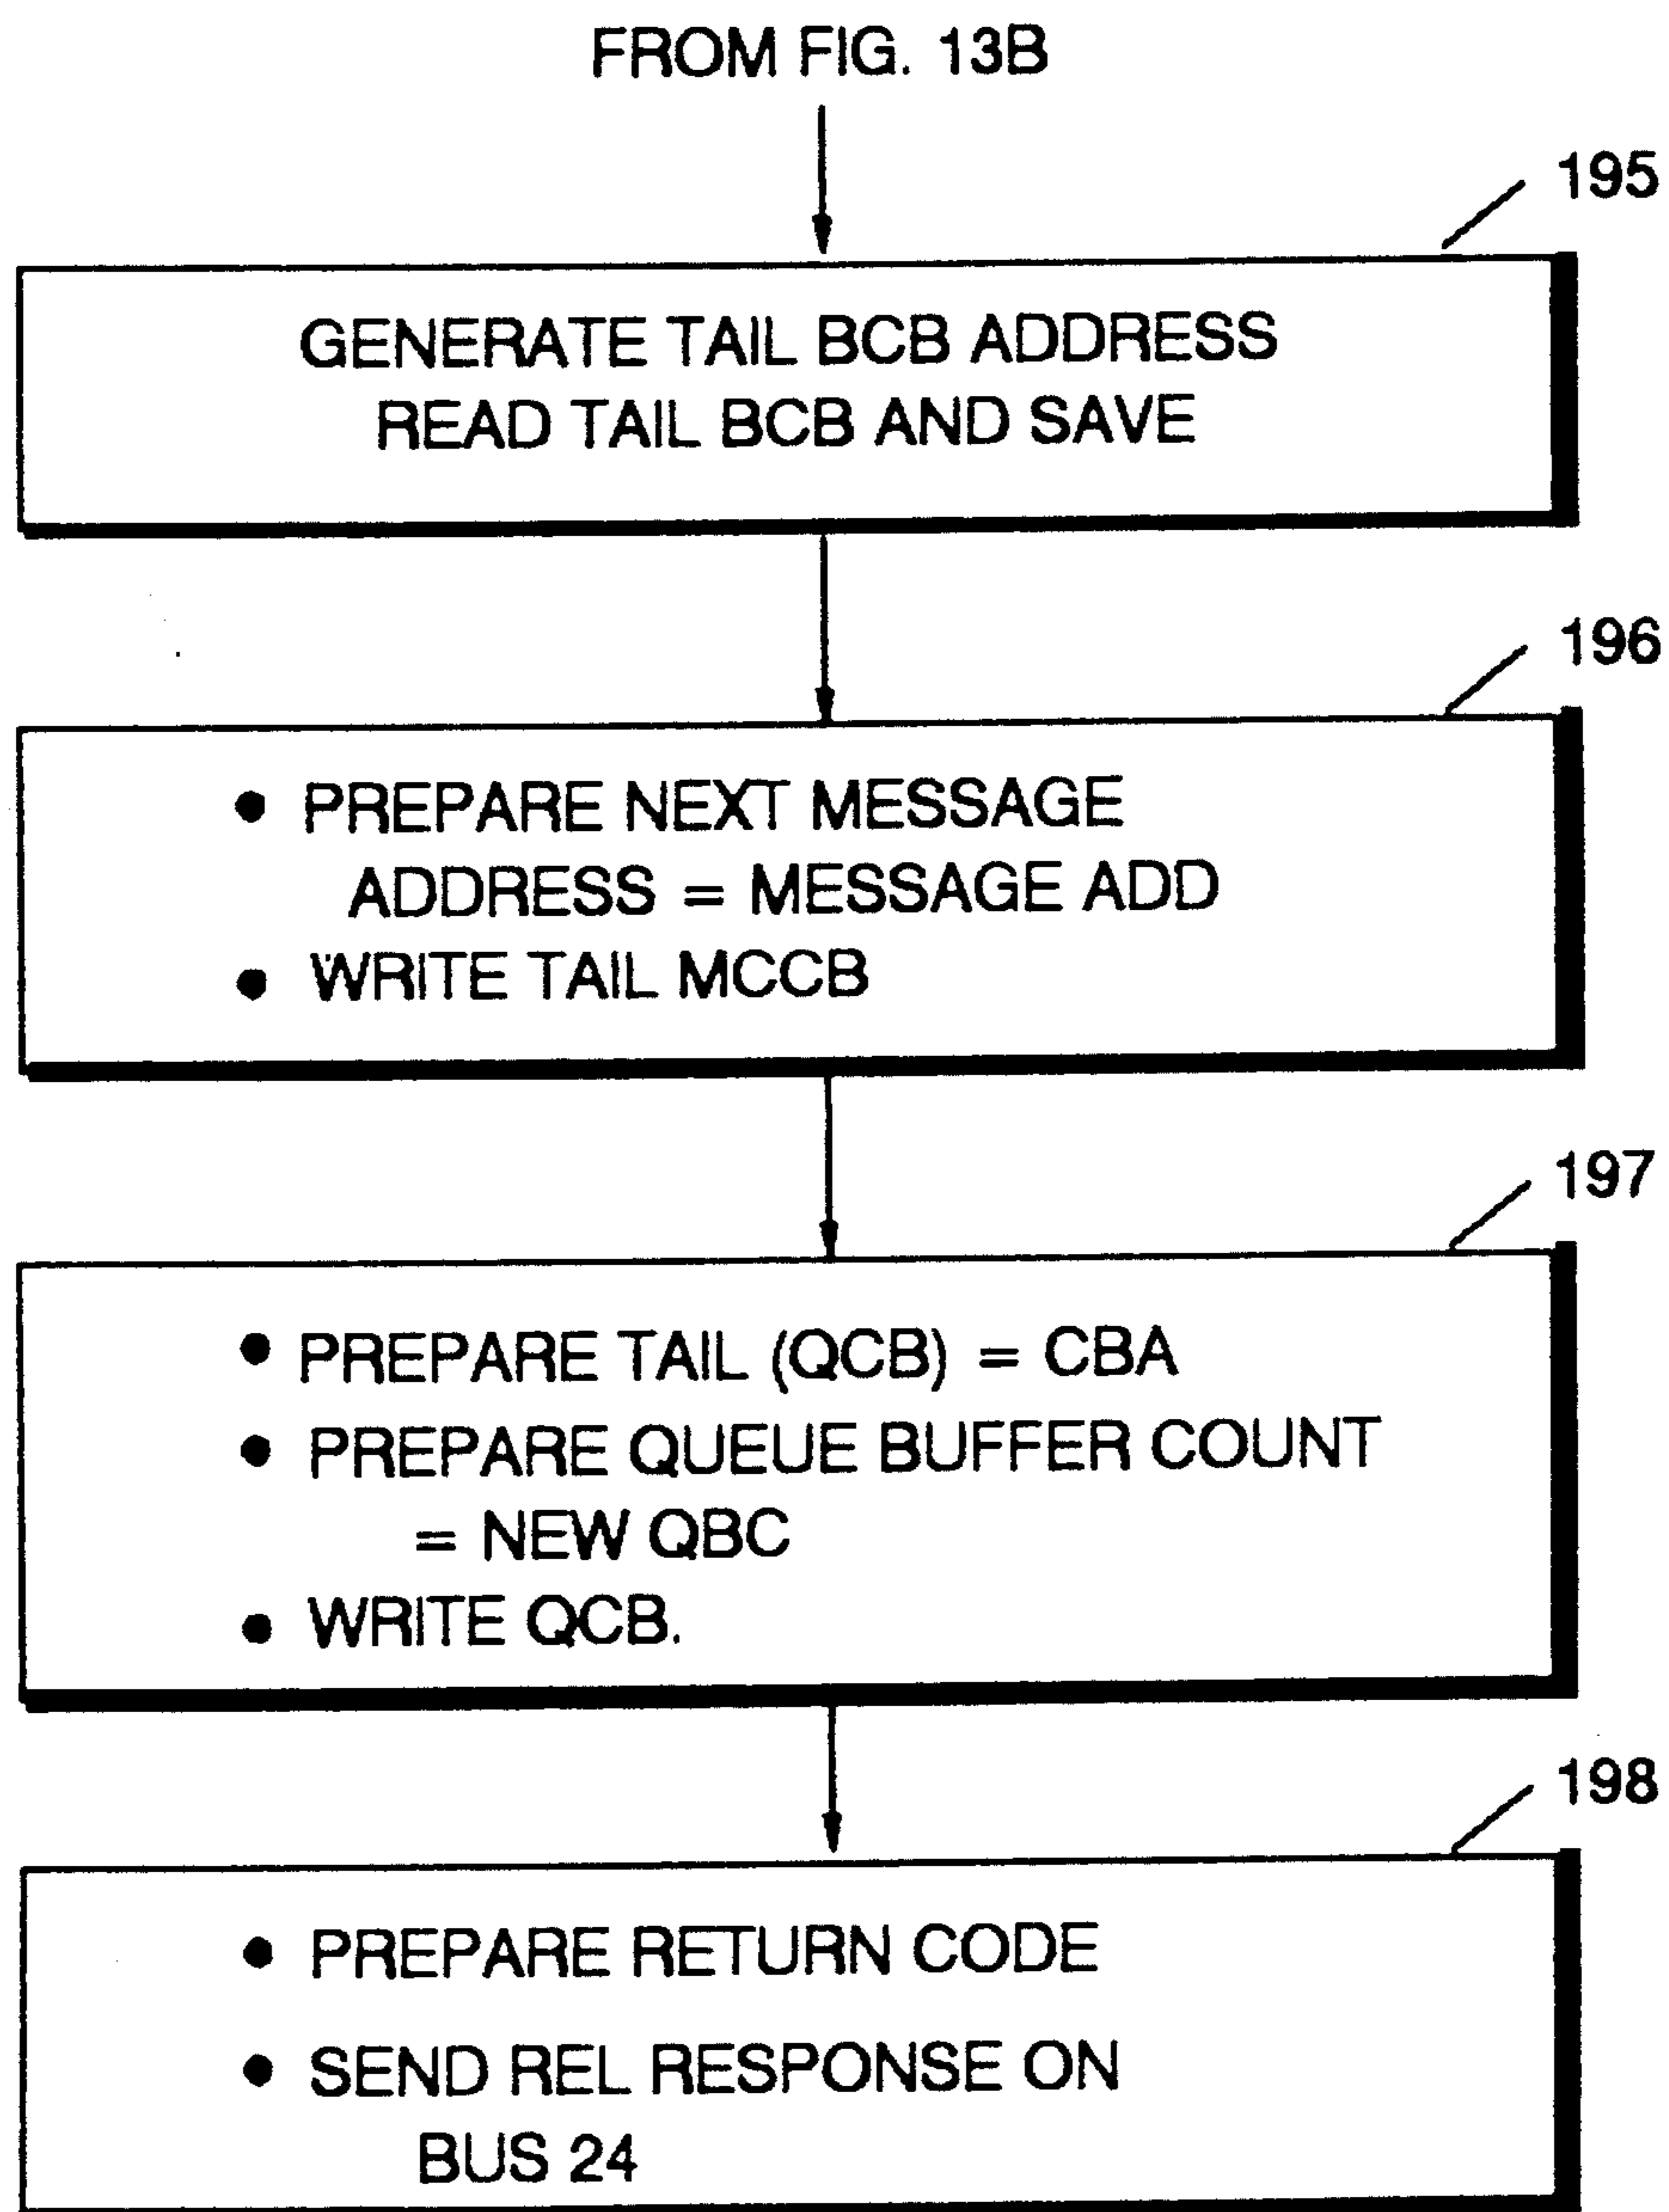 FROM FIG. 13B
195
GENERATE TAIL BCB ADDRESS
READ TAIL BCB AND SAVE
196
• PREPARE NEXT MESSAGE
ADDRESS = MESSAGE ADD
• WRITE TAIL MCCB
197
• PREPARE TAIL (QCB) = CBA
• PREPARE QUEUE BUFFER COUNT
= NEW QBC
• WRITE QCB.
198
• PREPARE RETURN CODE
• SEND REL RESPONSE ON
BUS 24